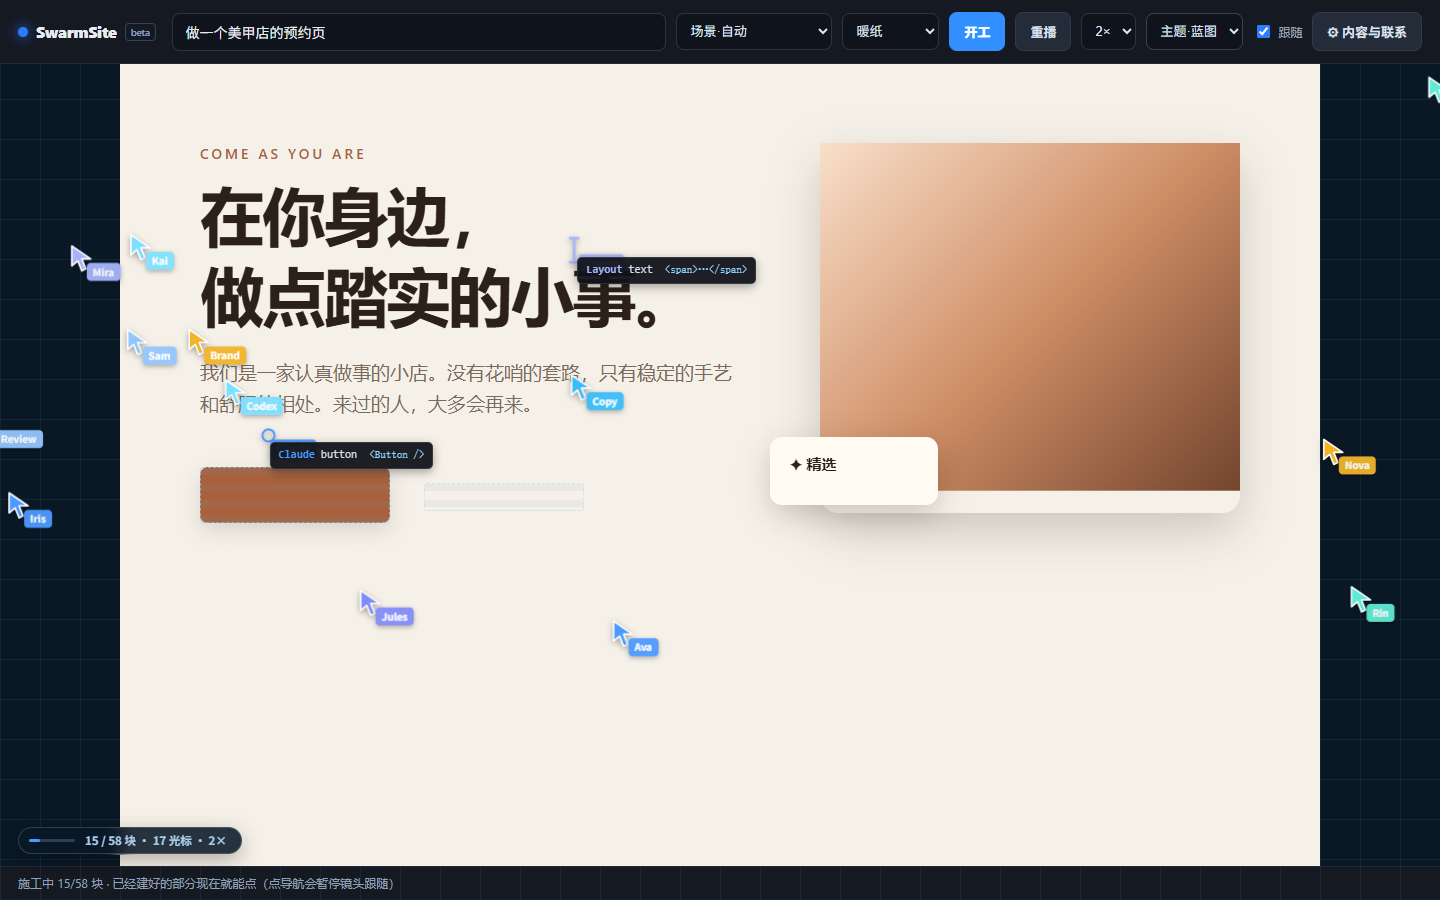 SwarmSite beta 做一个美甲店的预约页 场景·自动 暖纸 开工 重播 2× 主题·蓝图 跟随 ⚙ 内容与联系
COME AS YOU ARE
在你身边，
Kai
Mira
Layout text <span>⋯</span>
做点踏实的小事。
Sam
Brand
我们是一家认真做事的小店。没有花哨的套路，只有稳定的手艺
Copy
Codex
和舒 相处。来过的人，大多会再来。
Review
Claude button <Button />
✦ 精选
Nova
Iris
Jules
Rin
Ava
15 / 58 块 · 17 光标 · 2×
施工中 15/58 块 · 已经建好的部分现在就能点（点导航会暂停镜头跟随）